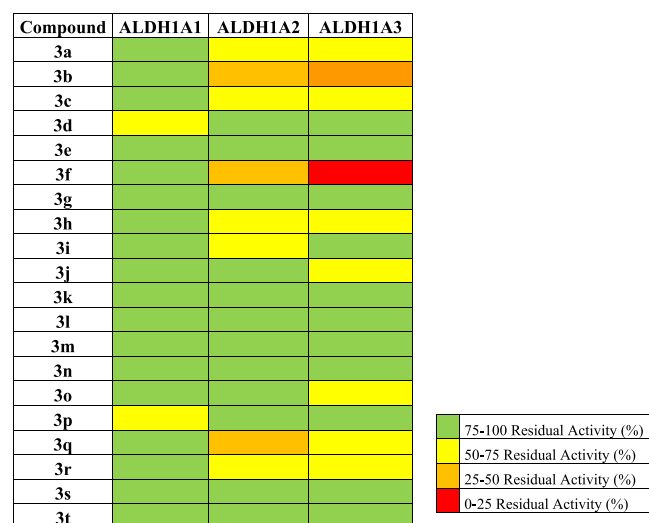 Compound ALDH1A1 ALDH1A2 ALDH1A3
3a
3b
3c
3d
3e
3f
3g
3h
3i
3j
3k
3l
3m
3n
3o
3p
3q
3r
3s
3t
75-100 Residual Activity (%)
50-75 Residual Activity (%)
25-50 Residual Activity (%)
0-25 Residual Activity (%)